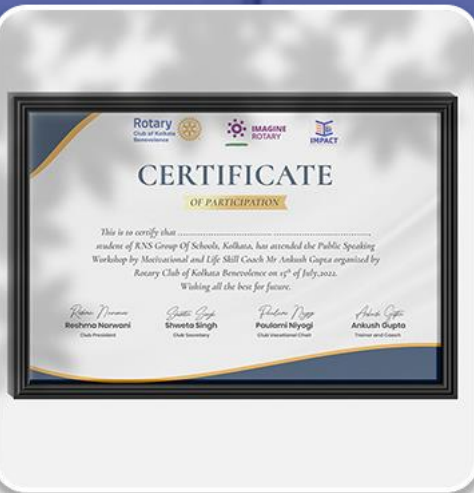 Rotary
Club of Kolkata
Benevolence
IMAGINE
ROTARY
IMPACT
CERTIFICATE
OF PARTICIPATION
This is to certify that ..........................................................,
student of RNS Group Of Schools, Kolkata, has attended the Public Speaking
Workshop by Motivational and Life Skill Coach Mr Ankush Gupta organized by
Rotary Club of Kolkata Benevolence on 15th of July,2022.
Wishing all the best for future.
Reshma Narwani
Shweta Singh
Poulami Niyogi
Ankush Gupta
Club President
Club Secretary
Club Vocational Chair
Trainer and Coach